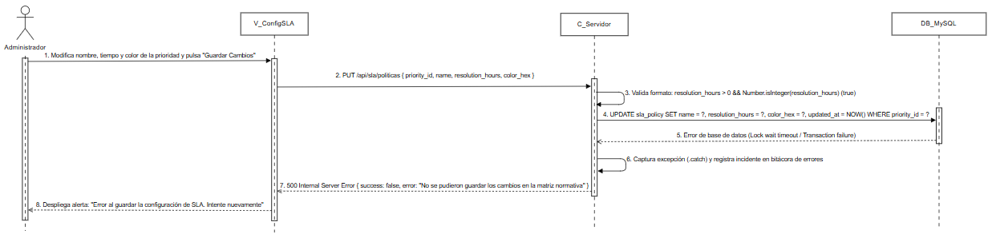 V_ConfigSLA
C_Servidor
DB_MySQL
Administrador
1. Modifica nombre, tiempo y color de la prioridad y pulsa "Guardar Cambios"
2. PUT /api/sla/politicas { priority_id, name, resolution_hours, color_hex }
3. Valida formato: resolution_hours > 0 && Number.isInteger(resolution_hours) (true)
4. UPDATE sla_policy SET name = ?, resolution_hours = ?, color_hex = ?, updated_at = NOW() WHERE priority_id = ?
5. Error de base de datos (Lock wait timeout / Transaction failure)
6. Captura excepción (.catch) y registra incidente en bitácora de errores
7. 500 Internal Server Error { success: false, error: "No se pudieron guardar los cambios en la matriz normativa" }
8. Despliega alerta: "Error al guardar la configuración de SLA. Intente nuevamente"